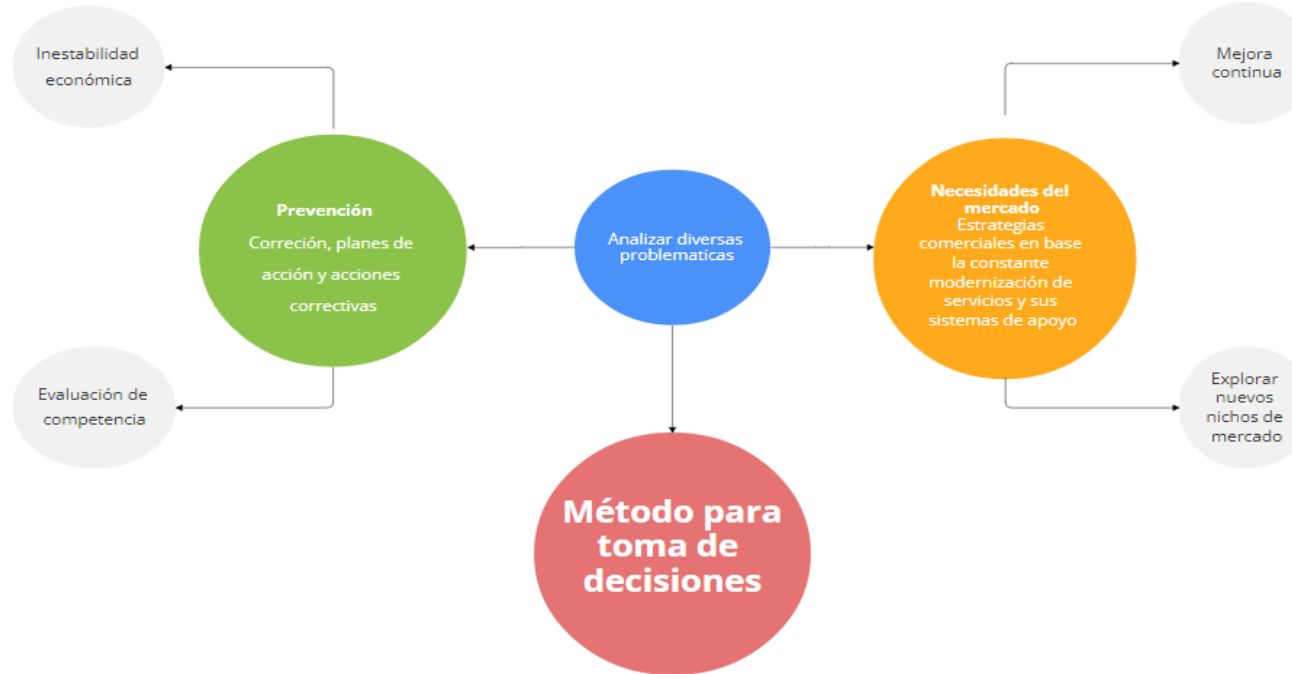 Inestabilidad
económica
Mejora
continua
Prevención
Correción, planes de
acción y acciones
correctivas
Analizar diversas
problematicas
Necesidades del
mercado
Estrategias
comerciales en base
la constante
modernización de
servicios y sus
sistemas de apoyo
Evaluación de
competencia
Explorar
nuevos
nichos de
mercado
Método para
toma de
decisiones